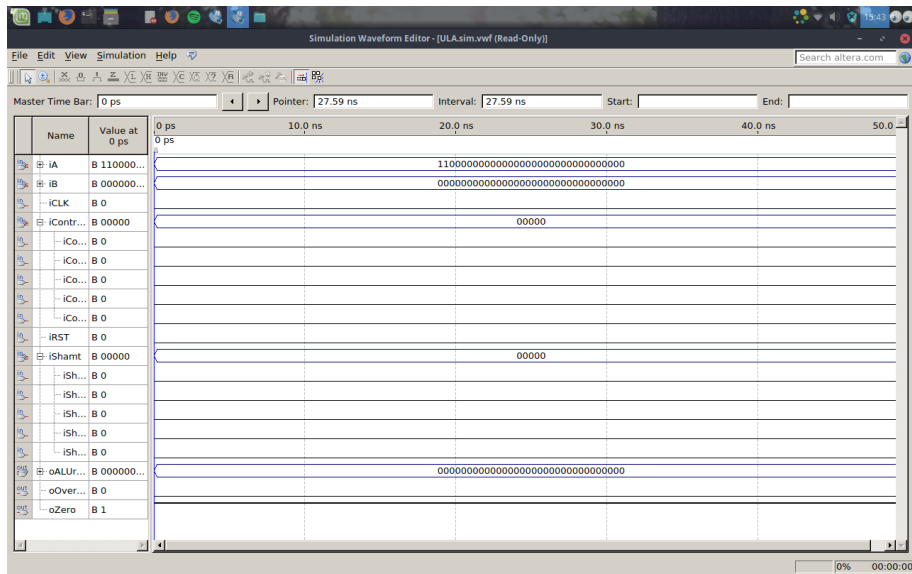 15:43
Simulation Waveform Editor - [ULA.sim.vwf (Read-Only)]
File Edit View Simulation Help Search altera.com
Master Time Bar: 0 ps Pointer: 27.59 ns Interval: 27.59 ns Start: End:
Name Value at 0 ps 0 ps 10.0 ns 20.0 ns 30.0 ns 40.0 ns 50.0
0 ps
iA B 110000... 11000000000000000000000000000000
iB B 000000... 00000000000000000000000000000000
iCLK B 0
iContr... B 00000 00000
iCo... B 0
iCo... B 0
iCo... B 0
iCo... B 0
iCo... B 0
iRST B 0
iShamt B 00000 00000
iSh... B 0
iSh... B 0
iSh... B 0
iSh... B 0
iSh... B 0
oALUr... B 000000... 00000000000000000000000000000000
oOver... B 0
oZero B 1
0% 00:00:00